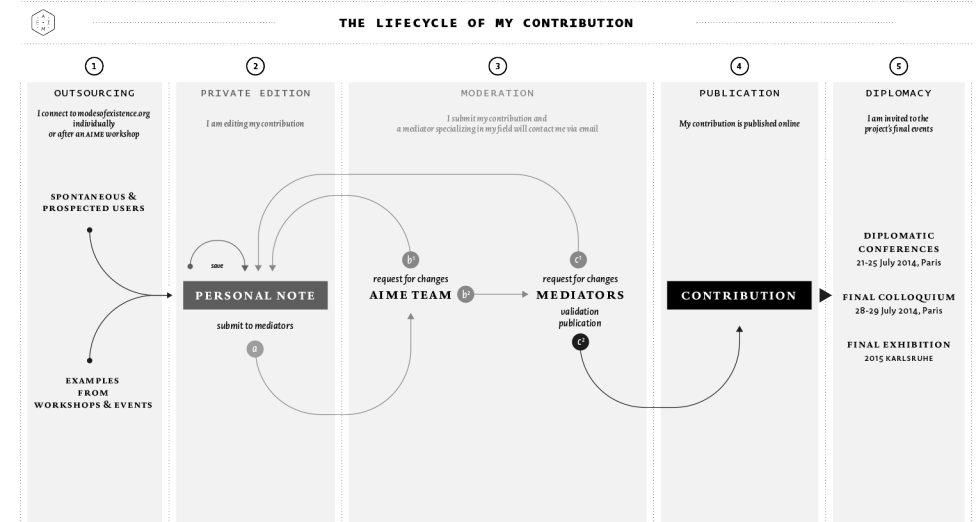 THE LIFECYCLE OF MY CONTRIBUTION
A
E I
M
1
OUTSOURCING
I connect to modesofexistence.org
individually
or after an AIME workshop
SPONTANEOUS &
PROSPECTED USERS
EXAMPLES
FROM
WORKSHOPS & EVENTS
2
PRIVATE EDITION
I am editing my contribution
save
PERSONAL NOTE
submit to mediators
a
3
MODERATION
I submit my contribution and
a mediator specializing in my field will contact me via email
b¹
request for changes
AIME TEAM
b²
c¹
request for changes
MEDIATORS
validation
publication
c²
4
PUBLICATION
My contribution is published online
CONTRIBUTION
5
DIPLOMACY
I am invited to the
project's final events
DIPLOMATIC
CONFERENCES
21-25 July 2014, Paris
FINAL COLLOQUIUM
28-29 July 2014, Paris
FINAL EXHIBITION
2015 KARLSRUHE